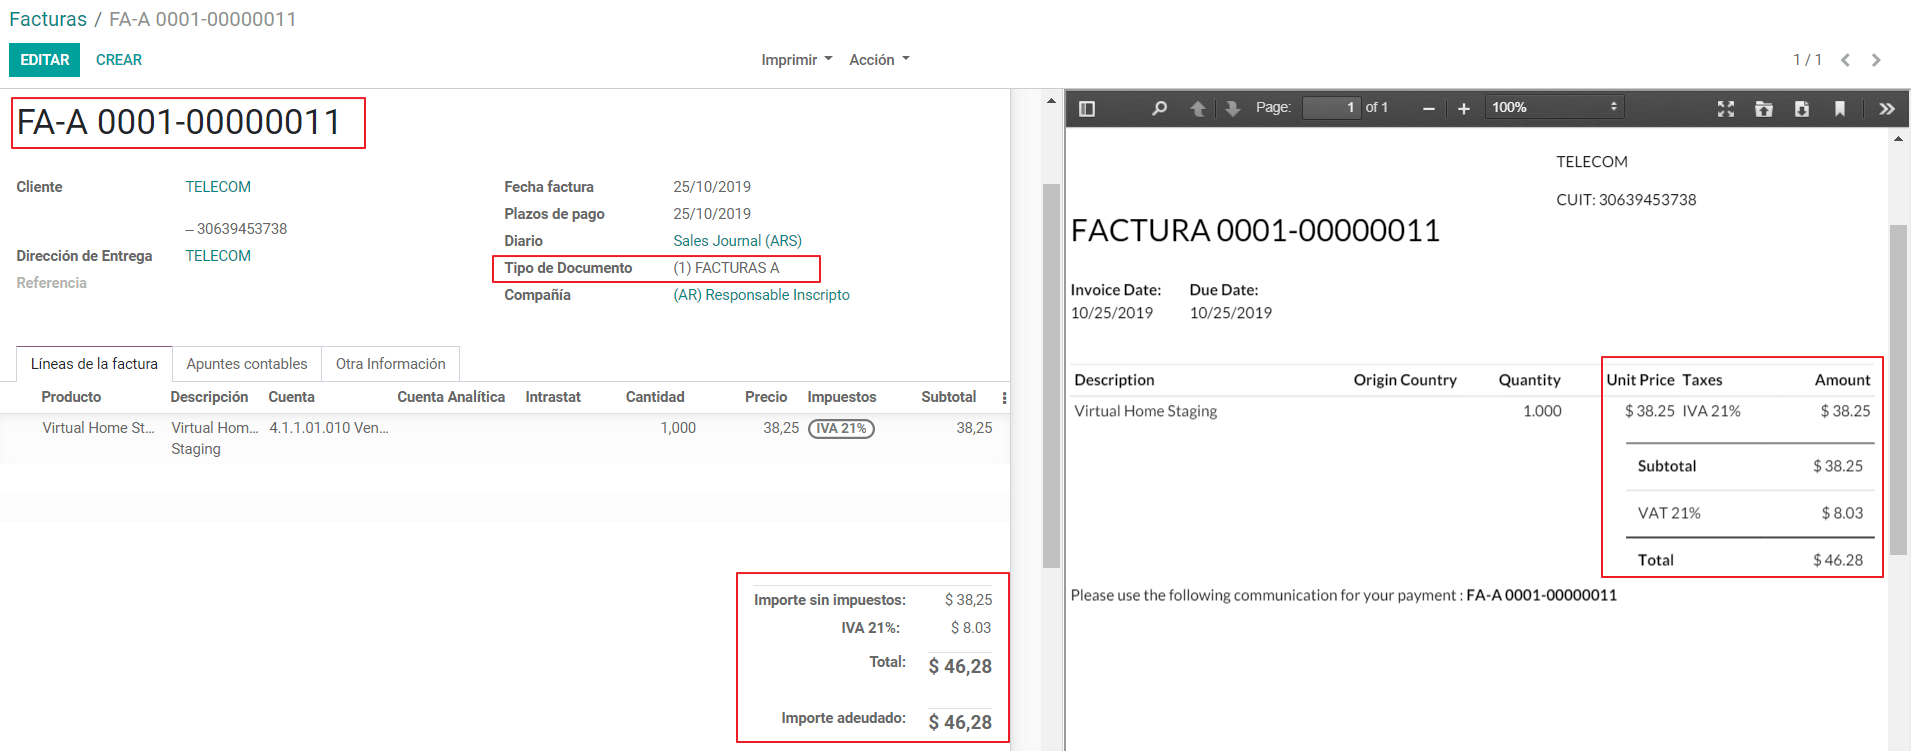 Facturas / FA-A 0001-00000011
EDITAR CREAR Imprimir Acción 1 / 1
FA-A 0001-00000011
Cliente TELECOM
– 30639453738
Dirección de Entrega TELECOM
Referencia
Fecha factura 25/10/2019
Plazos de pago 25/10/2019
Diario Sales Journal (ARS)
Tipo de Documento (1) FACTURAS A
Compañía (AR) Responsable Inscripto
Líneas de la factura Apuntes contables Otra Información
Producto Descripción Cuenta Cuenta Analítica Intrastat Cantidad Precio Impuestos Subtotal
Virtual Home St... Virtual Hom... 4.1.1.01.010 Ven... 1,000 38,25 IVA 21% 38,25
Staging
Importe sin impuestos: $ 38,25
IVA 21%: $ 8.03
Total: $ 46,28
Importe adeudado: $ 46,28
Page: 1 of 1 100%
TELECOM
CUIT: 30639453738
FACTURA 0001-00000011
Invoice Date: Due Date:
10/25/2019 10/25/2019
Description Origin Country Quantity Unit Price Taxes Amount
Virtual Home Staging 1.000 $ 38.25 IVA 21% $ 38.25
Subtotal $ 38.25
VAT 21% $ 8.03
Total $ 46.28
Please use the following communication for your payment : FA-A 0001-00000011